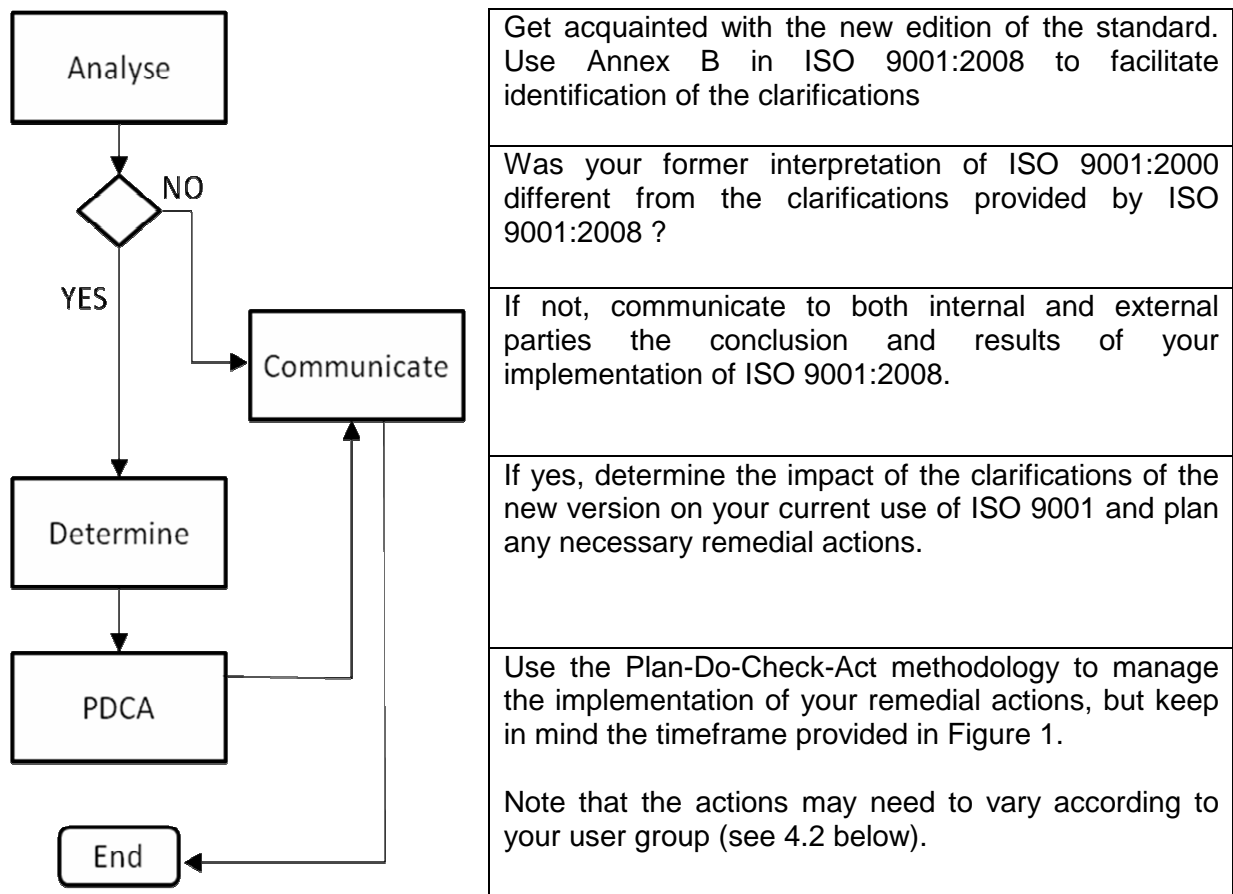 Analyse
Get acquainted with the new edition of the standard.
Use Annex B in ISO 9001:2008 to facilitate
identification of the clarifications
NO
Was your former interpretation of ISO 9001:2000
different from the clarifications provided by ISO
9001:2008 ?
YES
Communicate
If not, communicate to both internal and external
parties the conclusion and results of your
implementation of ISO 9001:2008.
Determine
If yes, determine the impact of the clarifications of the
new version on your current use of ISO 9001 and plan
any necessary remedial actions.
PDCA
Use the Plan-Do-Check-Act methodology to manage
the implementation of your remedial actions, but keep
in mind the timeframe provided in Figure 1.
Note that the actions may need to vary according to
your user group (see 4.2 below).
End